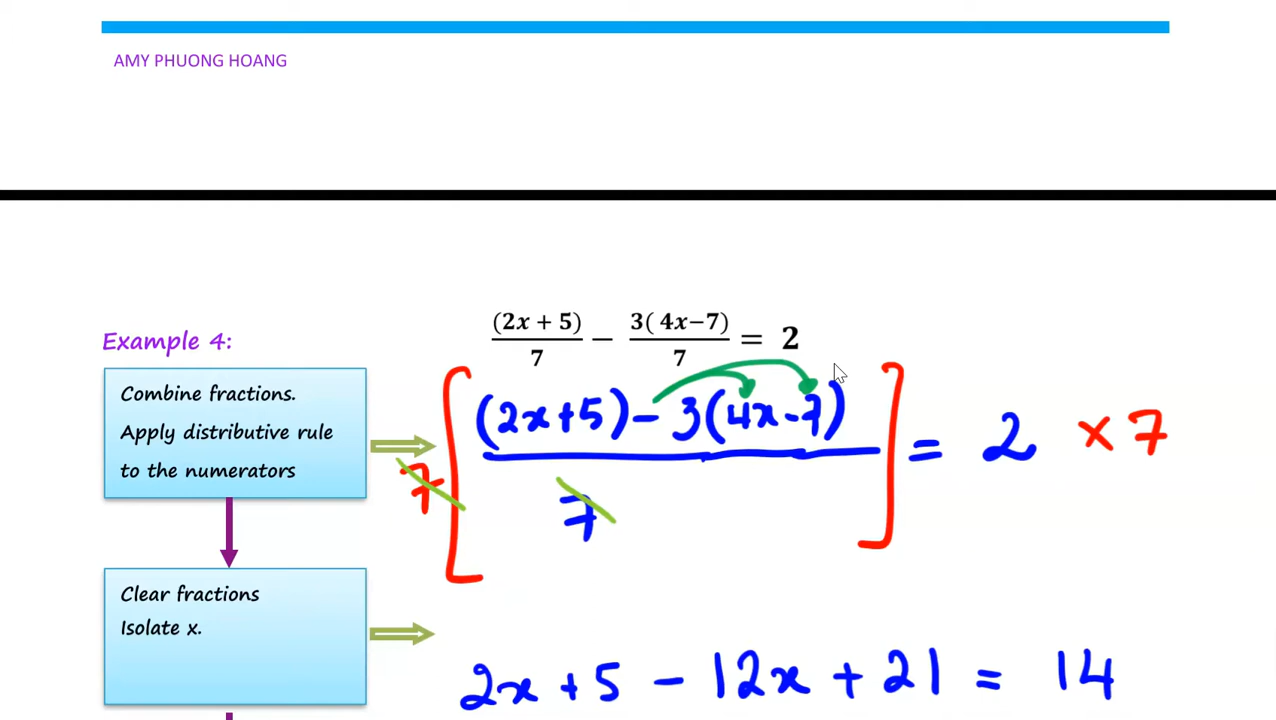 AMY PHUONG HOANG
Example 4:
(2x + 5)/7 − 3( 4x−7)/7 = 2
Combine fractions.
Apply distributive rule
to the numerators
7 [ (2x+5) − 3(4x−7) / 7 ] = 2 × 7
Clear fractions
Isolate x.
2x + 5 − 12x + 21 = 14